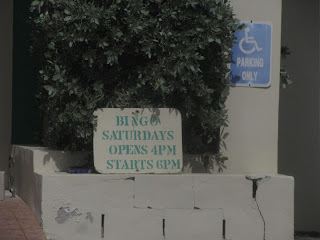 BINGO
SATURDAYS
OPENS 4PM
STARTS 6PM
PARKING
ONLY